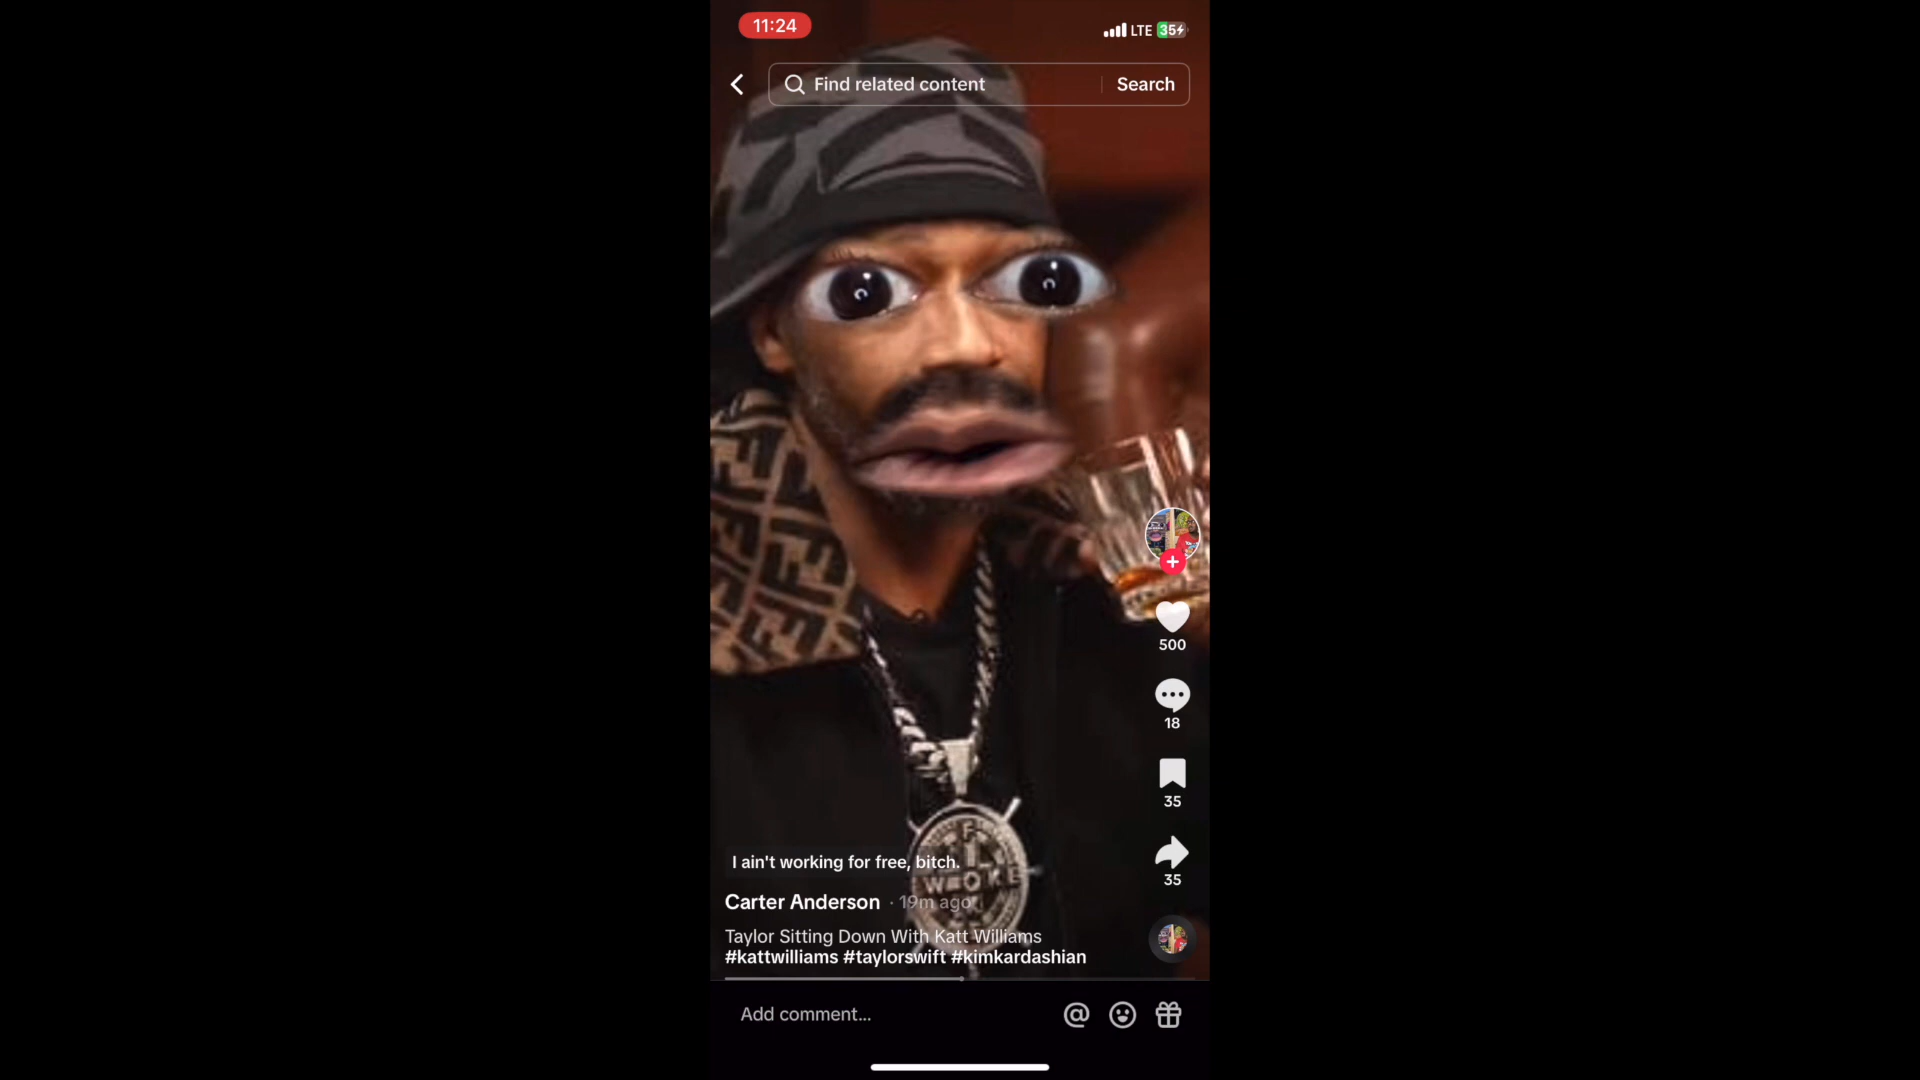 11:24
LTE 35
Find related content
Search
500
18
35
35
I ain't working for free, bitch.
WOKE
Carter Anderson · 19m ago
Taylor Sitting Down With Katt Williams
#kattwilliams #taylorswift #kimkardashian
Add comment...